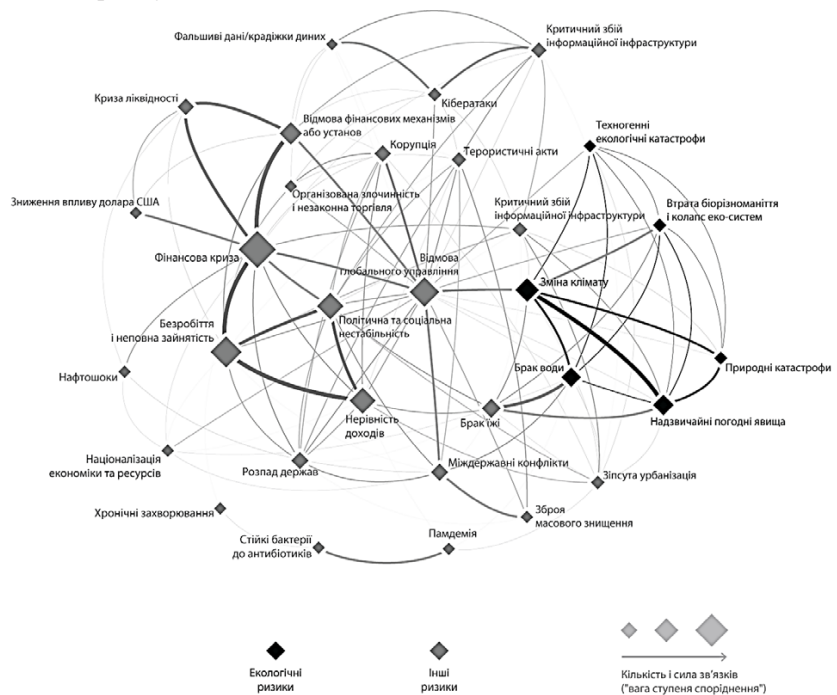 Фальшиві дані/крадіжки диних
Критичний збій
інформаційної інфраструктури
Криза ліквідності
Кібератаки
Відмова фінансових механізмів
або установ
Корупція
Терористичні акти
Техногенні
екологічні катастрофи
Зниження впливу долара США
Організована злочинність
і незаконна торгівля
Критичний збій
інформаційної інфраструктури
Втрата біорізноманіття
і колапс еко-систем
Фінансова криза
Відмова
глобального управління
Зміна клімату
Безробіття
і неповна зайнятість
Політична та соціальна
нестабільність
Брак води
Природні катастрофи
Нафтошоки
Нерівність
доходів
Брак їжі
Надзвичайні погодні явища
Націоналізація
економіки та ресурсів
Розпад держав
Міждержавні конфлікти
Зіпсута урбанізація
Хронічні захворювання
Стійкі бактерії
до антибіотиків
Памдемія
Зброя
масового знищення
Екологічні
ризики
Інші
ризики
Кількість і сила зв'язків
("вага ступеня споріднення")